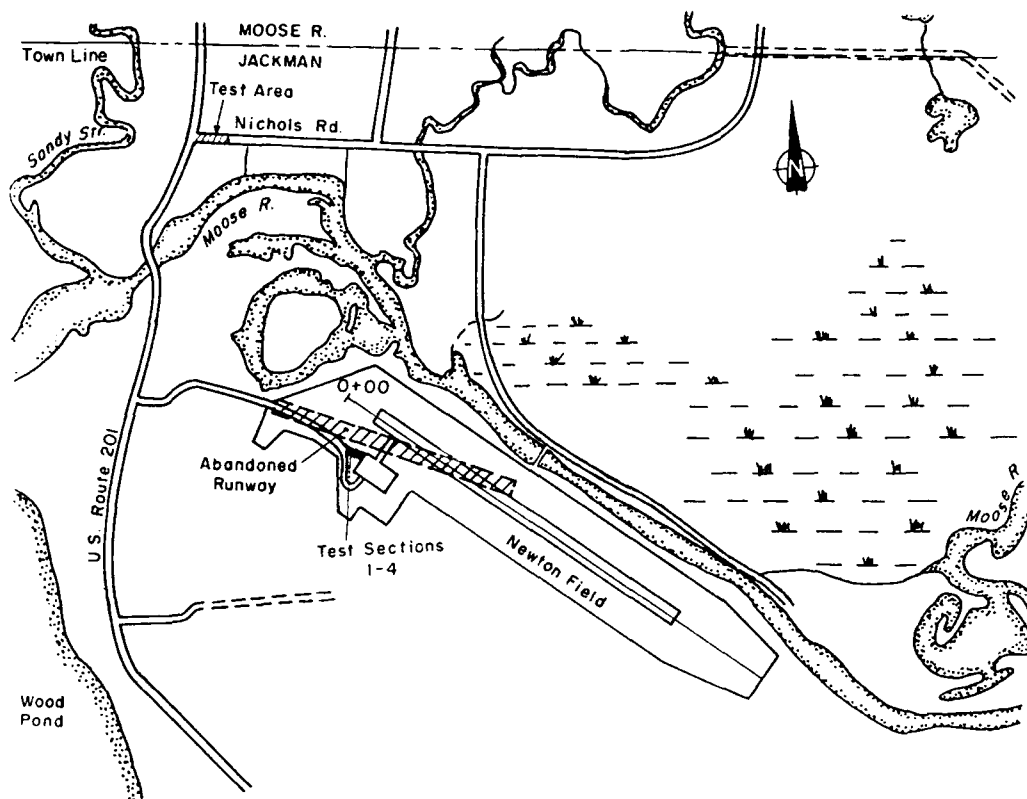 MOOSE R.
Town Line
JACKMAN
Test Area
Nichols Rd.
Sandy Str.
N
Moose R.
0+00
U.S. Route 201
Abandoned
Runway
Moose R
Test Sections
1-4
Newton Field
Wood
Pond